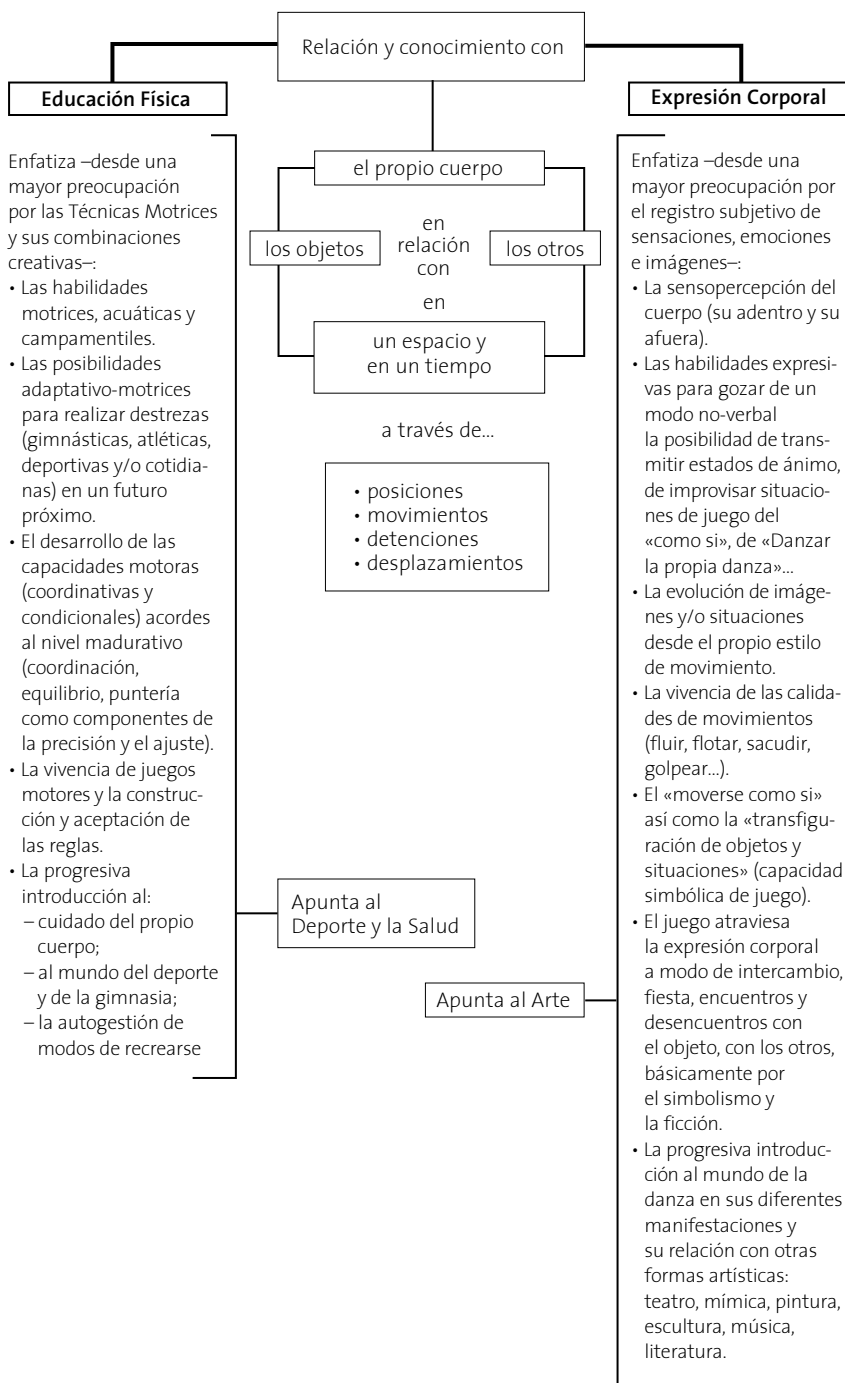 Relación y conocimiento con
Educación Física
Enfatiza –desde una
mayor preocupación
por las Técnicas Motrices
y sus combinaciones
creativas–:
• Las habilidades
motrices, acuáticas y
campamentiles.
• Las posibilidades
adaptativo-motrices
para realizar destrezas
(gimnásticas, atléticas,
deportivas y/o cotidia-
nas) en un futuro
próximo.
• El desarrollo de las
capacidades motoras
(coordinativas y
condicionales) acordes
al nivel madurativo
(coordinación,
equilibrio, puntería
como componentes de
la precisión y el ajuste).
• La vivencia de juegos
motores y la construc-
ción y aceptación de
las reglas.
• La progresiva
introducción al:
– cuidado del propio
cuerpo;
– al mundo del deporte
y de la gimnasia;
– la autogestión de
modos de recrearse
el propio cuerpo
los objetos
en
relación
con
los otros
en
un espacio y
en un tiempo
a través de...
• posiciones
• movimientos
• detenciones
• desplazamientos
Apunta al
Deporte y la Salud
Apunta al Arte
Expresión Corporal
Enfatiza –desde una
mayor preocupación por
el registro subjetivo de
sensaciones, emociones
e imágenes–:
• La sensopercepción del
cuerpo (su adentro y su
afuera).
• Las habilidades expresi-
vas para gozar de un
modo no-verbal
la posibilidad de trans-
mitir estados de ánimo,
de improvisar situacio-
nes de juego del
«como si», de «Danzar
la propia danza»...
• La evolución de imáge-
nes y/o situaciones
desde el propio estilo
de movimiento.
• La vivencia de las calida-
des de movimientos
(fluir, flotar, sacudir,
golpear...).
• El «moverse como si»
así como la «transfigu-
ración de objetos y
situaciones» (capacidad
simbólica de juego).
• El juego atraviesa
la expresión corporal
a modo de intercambio,
fiesta, encuentros y
desencuentros con
el objeto, con los otros,
básicamente por
el simbolismo y
la ficción.
• La progresiva introduc-
ción al mundo de la
danza en sus diferentes
manifestaciones y
su relación con otras
formas artísticas:
teatro, mímica, pintura,
escultura, música,
literatura.